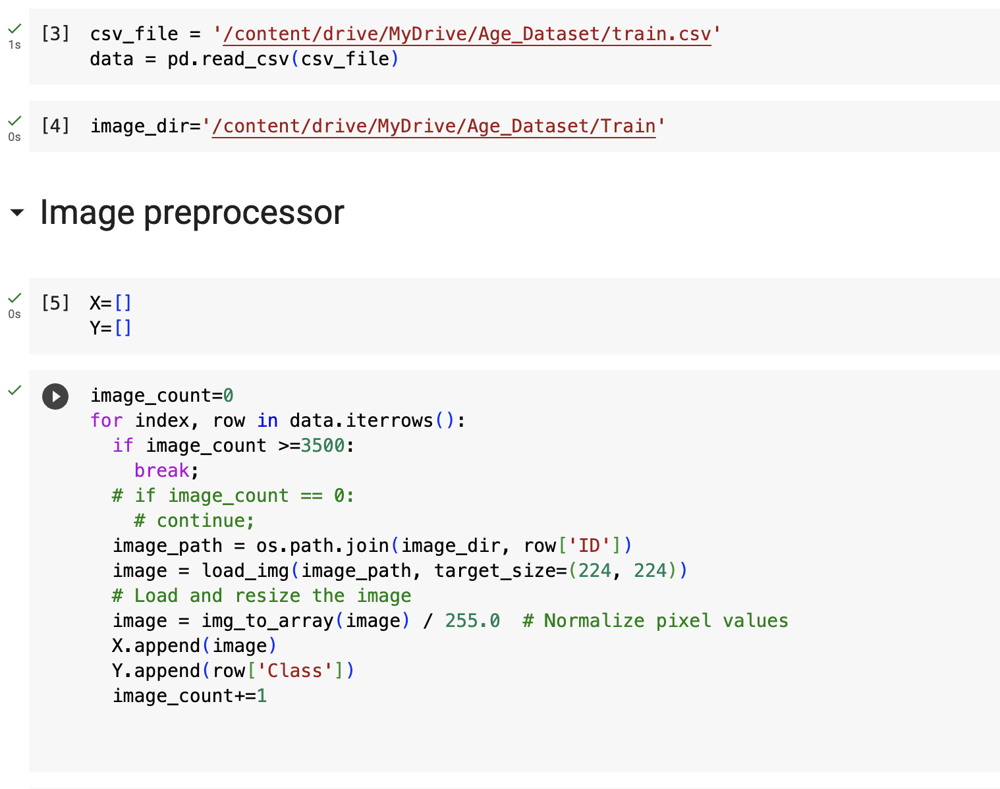 [3] csv_file = '/content/drive/MyDrive/Age_Dataset/train.csv'
1s
data = pd.read_csv(csv_file)
[4] image_dir='/content/drive/MyDrive/Age_Dataset/Train'
0s
Image preprocessor
[5] X=[]
0s
Y=[]
image_count=0
for index, row in data.iterrows():
  if image_count >=3500:
    break;
  # if image_count == 0:
    # continue;
  image_path = os.path.join(image_dir, row['ID'])
  image = load_img(image_path, target_size=(224, 224))
  # Load and resize the image
  image = img_to_array(image) / 255.0  # Normalize pixel values
  X.append(image)
  Y.append(row['Class'])
  image_count+=1